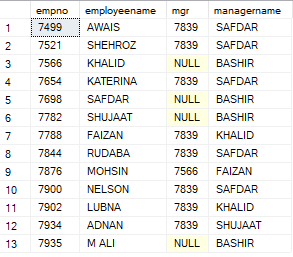 empno employeename mgr managername
1 7499 AWAIS 7839 SAFDAR
2 7521 SHEHROZ 7839 SAFDAR
3 7566 KHALID NULL BASHIR
4 7654 KATERINA 7839 SAFDAR
5 7698 SAFDAR NULL BASHIR
6 7782 SHUJAAT NULL BASHIR
7 7788 FAIZAN 7839 KHALID
8 7844 RUDABA 7839 SAFDAR
9 7876 MOHSIN 7566 FAIZAN
10 7900 NELSON 7839 SAFDAR
11 7902 LUBNA 7839 KHALID
12 7934 ADNAN 7839 SHUJAAT
13 7935 M ALI NULL BASHIR